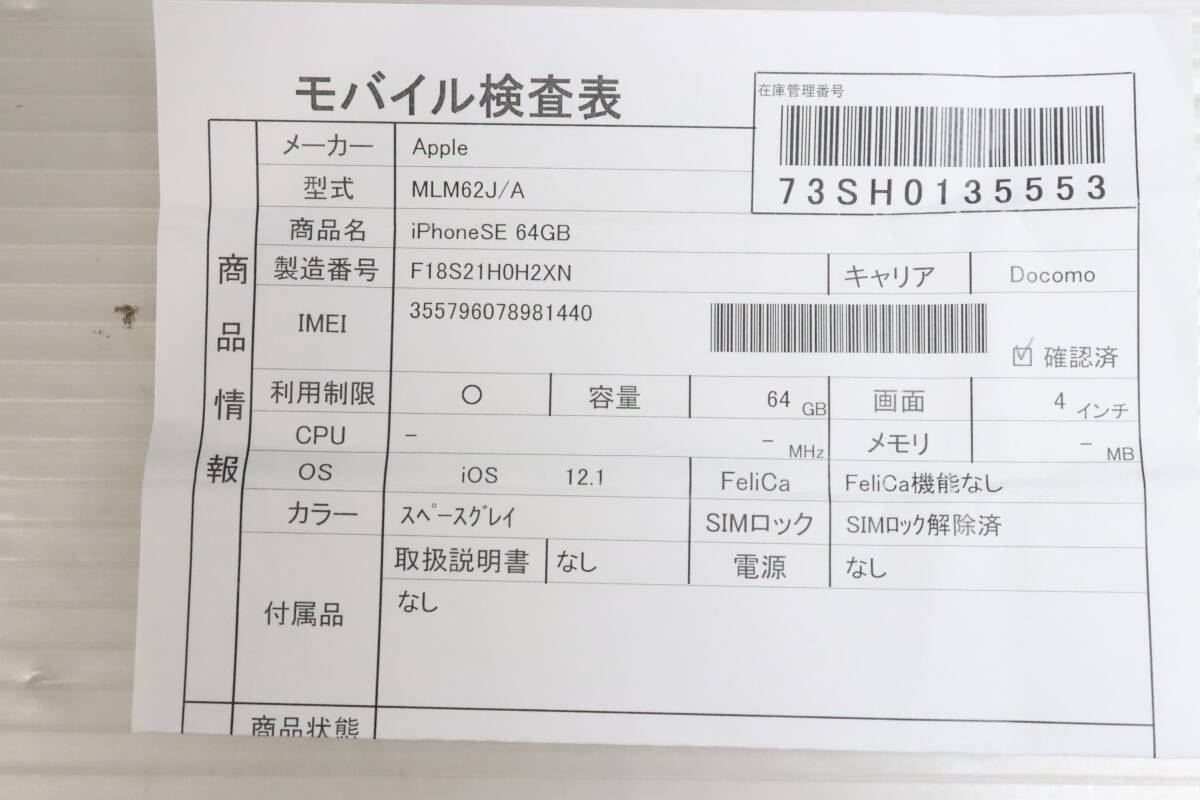 モバイル検査表
在庫管理番号
73SH0135553
商品情報
メーカー Apple
型式 MLM62J/A
商品名 iPhoneSE 64GB
製造番号 F18S21H0H2XN キャリア Docomo
IMEI 355796078981440 確認済
利用制限 〇 容量 64 GB 画面 4 インチ
CPU - - MHz メモリ - MB
OS iOS 12.1 FeliCa FeliCa機能なし
カラー ｽﾍﾟｰｽｸﾞﾚｲ SIMロック SIMﾛｯｸ解除済
付属品 取扱説明書 なし 電源 なし
なし
商品状態